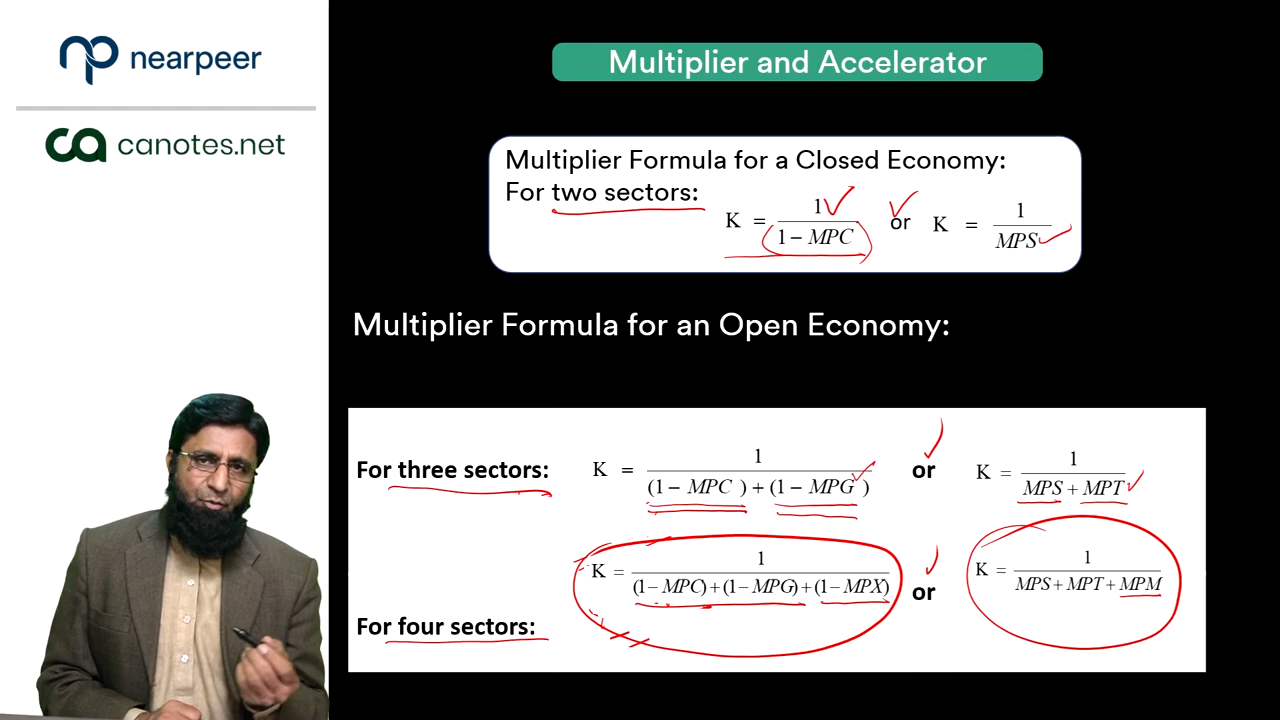 nearpeer
canotes.net
Multiplier and Accelerator
Multiplier Formula for a Closed Economy:
For two sectors:
K = 1 / (1 − MPC) or K = 1 / MPS
Multiplier Formula for an Open Economy:
For three sectors: K = 1 / ((1 − MPC ) + (1 − MPG )) or K = 1 / (MPS + MPT)
For four sectors: K = 1 / ((1−MPC)+(1−MPG)+(1−MPX)) or K = 1 / (MPS+MPT+MPM)